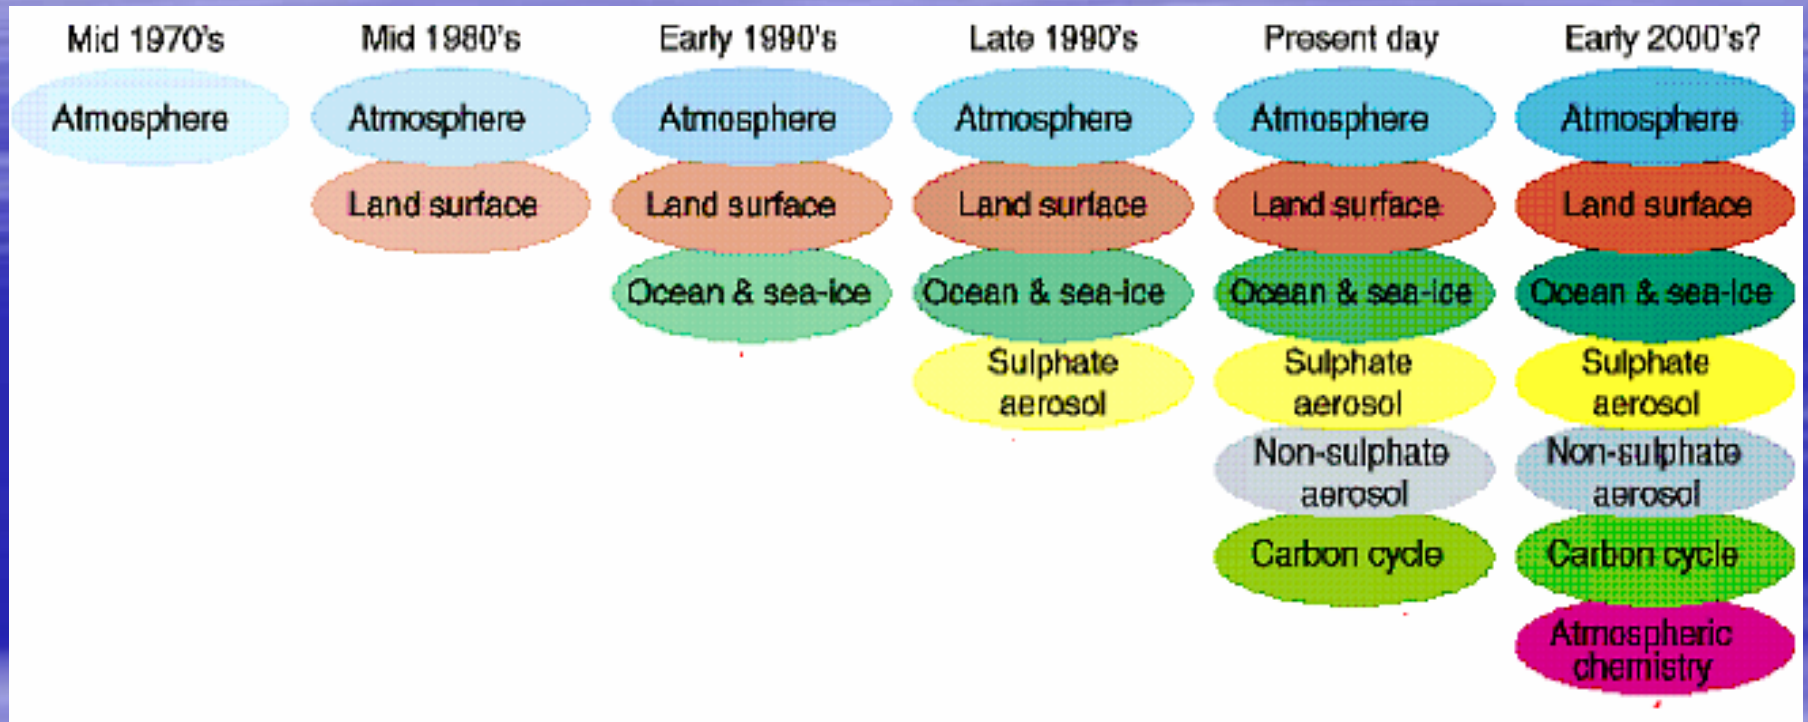 Mid 1970's Mid 1980's Early 1990's Late 1990's Present day Early 2000's?
Atmosphere Atmosphere Atmosphere Atmosphere Atmosphere Atmosphere
Land surface Land surface Land surface Land surface Land surface
Ocean & sea-ice Ocean & sea-ice Ocean & sea-ice Ocean & sea-ice
Sulphate Sulphate Sulphate
aerosol aerosol aerosol
Non-sulphate Non-sulphate
aerosol aerosol
Carbon cycle Carbon cycle
Atmospheric
chemistry